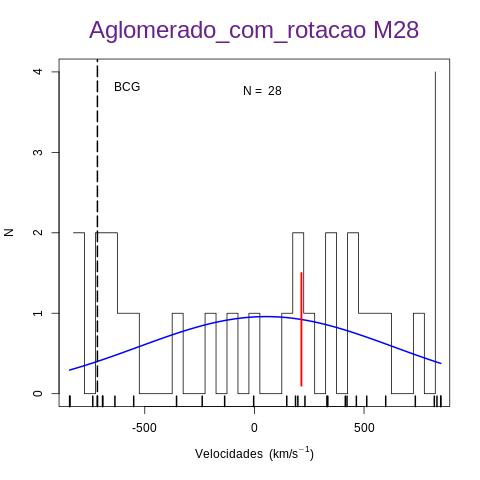 Aglomerado_com_rotacao M28
BCG
N = 28
4
3
2
1
0
N
-500 0 500
Velocidades (km/s⁻¹)